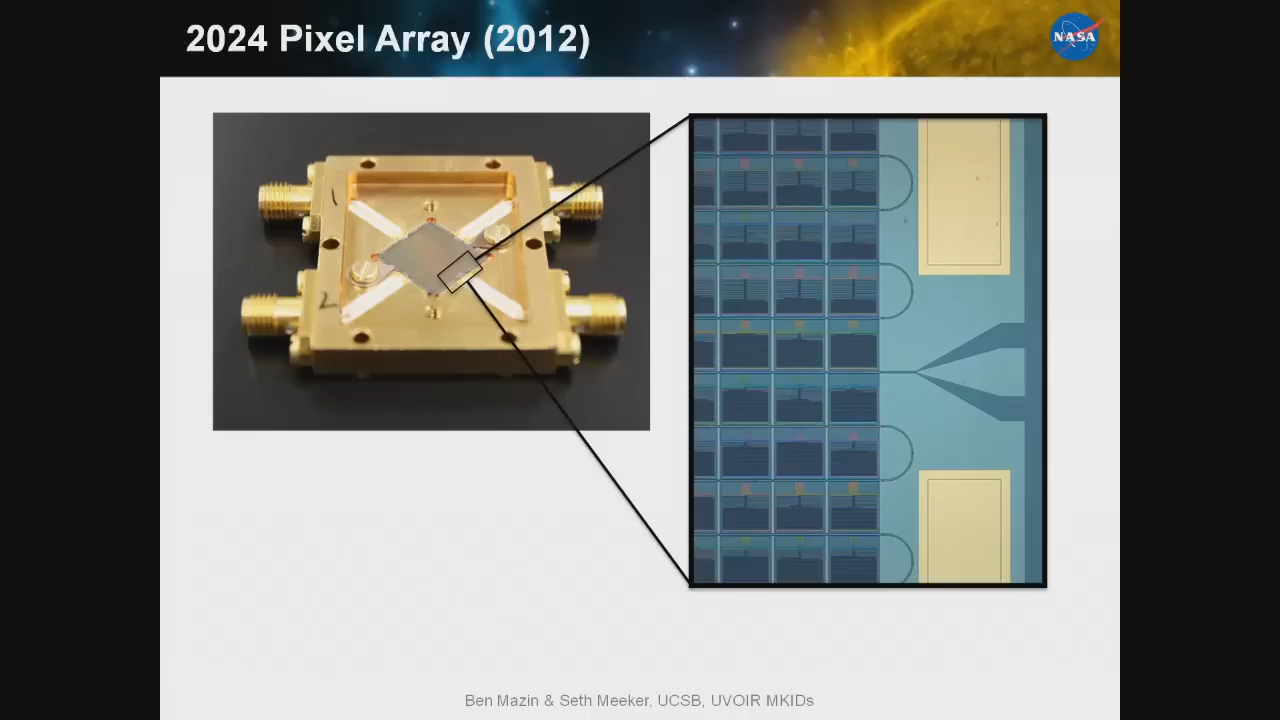 2024 Pixel Array (2012)
NASA
Ben Mazin & Seth Meeker, UCSB, UVOIR MKIDs